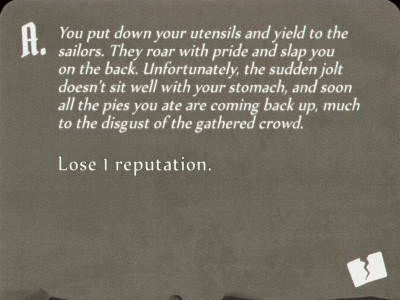 A. You put down your utensils and yield to the
sailors. They roar with pride and slap you
on the back. Unfortunately, the sudden jolt
doesn't sit well with your stomach, and soon
all the pies you ate are coming back up, much
to the disgust of the gathered crowd.
Lose 1 reputation.